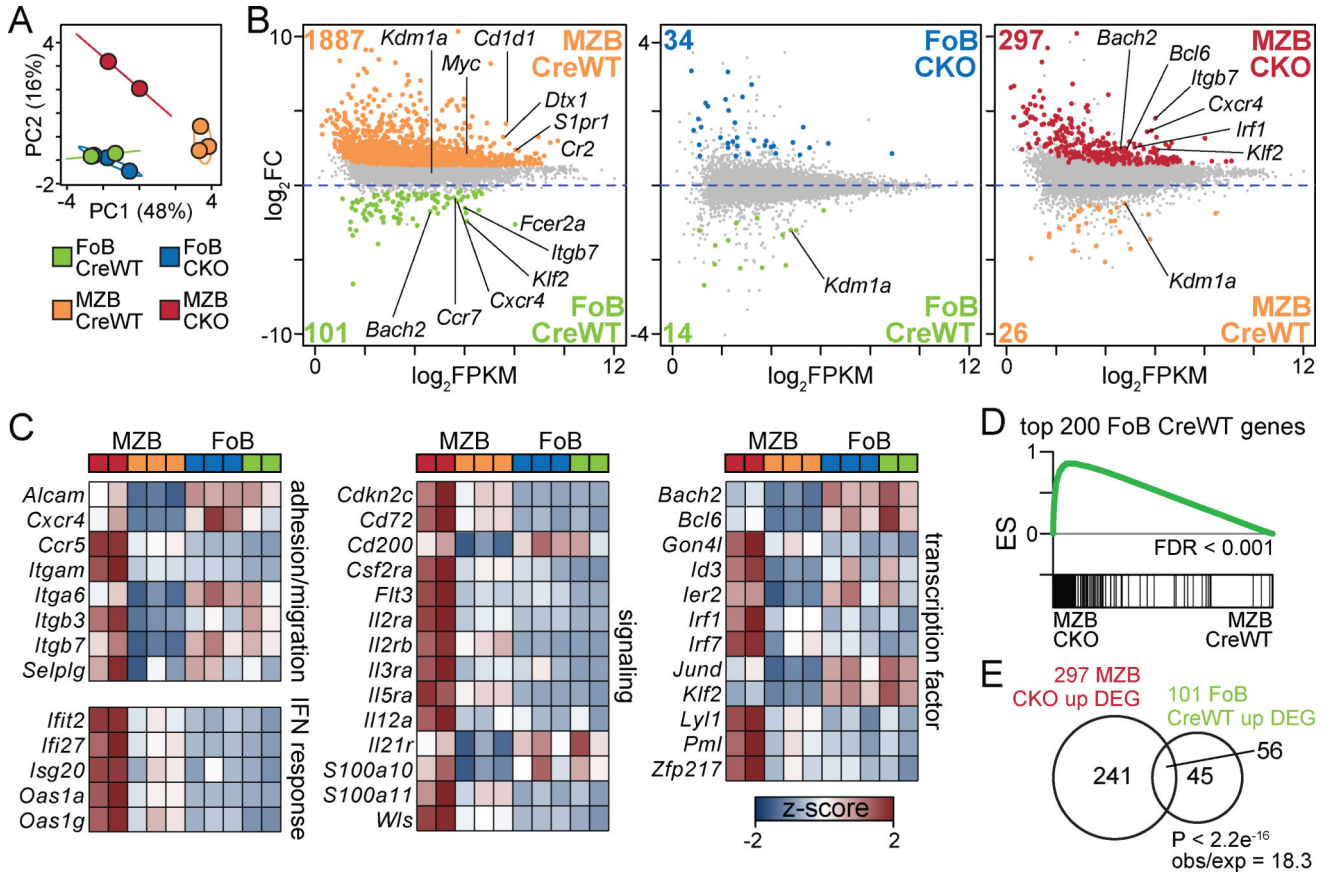 A
4
PC2 (16%)
-2
-4
PC1 (48%)
4
FoB
CreWT
FoB
CKO
MZB
CreWT
MZB
CKO
B
10
log2FC
-10
1887
Kdm1a
Cd1d1
MZB
CreWT
Myc
Dtx1
S1pr1
Cr2
Fcer2a
Itgb7
Klf2
Cxcr4
Ccr7
Bach2
FoB
CreWT
101
0
log2FPKM
12
4
-4
34
FoB
CKO
Kdm1a
FoB
CreWT
14
0
log2FPKM
12
297
Bach2
MZB
CKO
Bcl6
Itgb7
Cxcr4
Irf1
Klf2
Kdm1a
MZB
CreWT
26
0
log2FPKM
12
C
MZB FoB
Alcam
Cxcr4
Ccr5
Itgam
Itga6
Itgb3
Itgb7
Selplg
adhesion/migration
Ifit2
Ifi27
Isg20
Oas1a
Oas1g
IFN response
MZB FoB
Cdkn2c
Cd72
Cd200
Csf2ra
Flt3
Il2ra
Il2rb
Il3ra
Il5ra
Il12a
Il21r
S100a10
S100a11
Wls
signaling
MZB FoB
Bach2
Bcl6
Gon4l
Id3
Ier2
Irf1
Irf7
Jund
Klf2
Lyl1
Pml
Zfp217
transcription factor
z-score
-2 2
D
top 200 FoB CreWT genes
1
ES
0
FDR < 0.001
MZB
CKO
MZB
CreWT
E
297 MZB
CKO up DEG
101 FoB
CreWT up DEG
241
45
56
P < 2.2e-16
obs/exp = 18.3